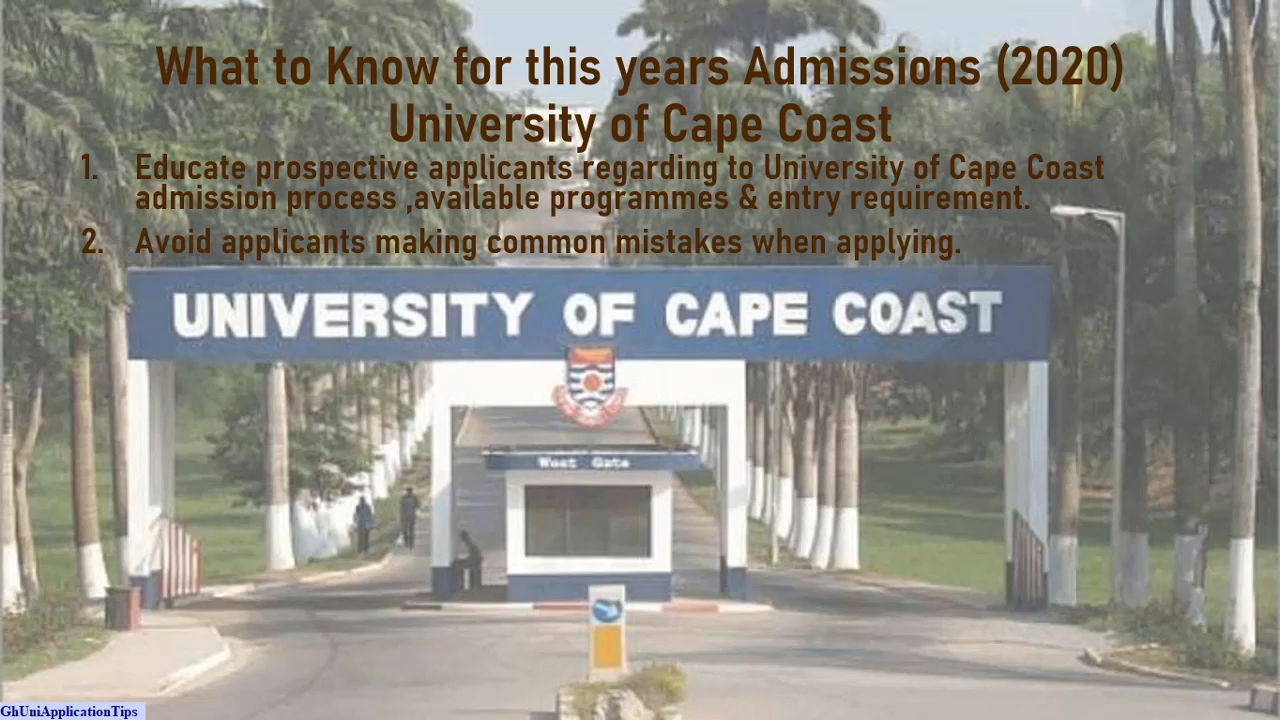 What to Know for this years Admissions (2020)
University of Cape Coast
1. Educate prospective applicants regarding to University of Cape Coast
admission process ,available programmes & entry requirement.
2. Avoid applicants making common mistakes when applying.
UNIVERSITY OF CAPE COAST
West Gate
GhUniApplicationTips